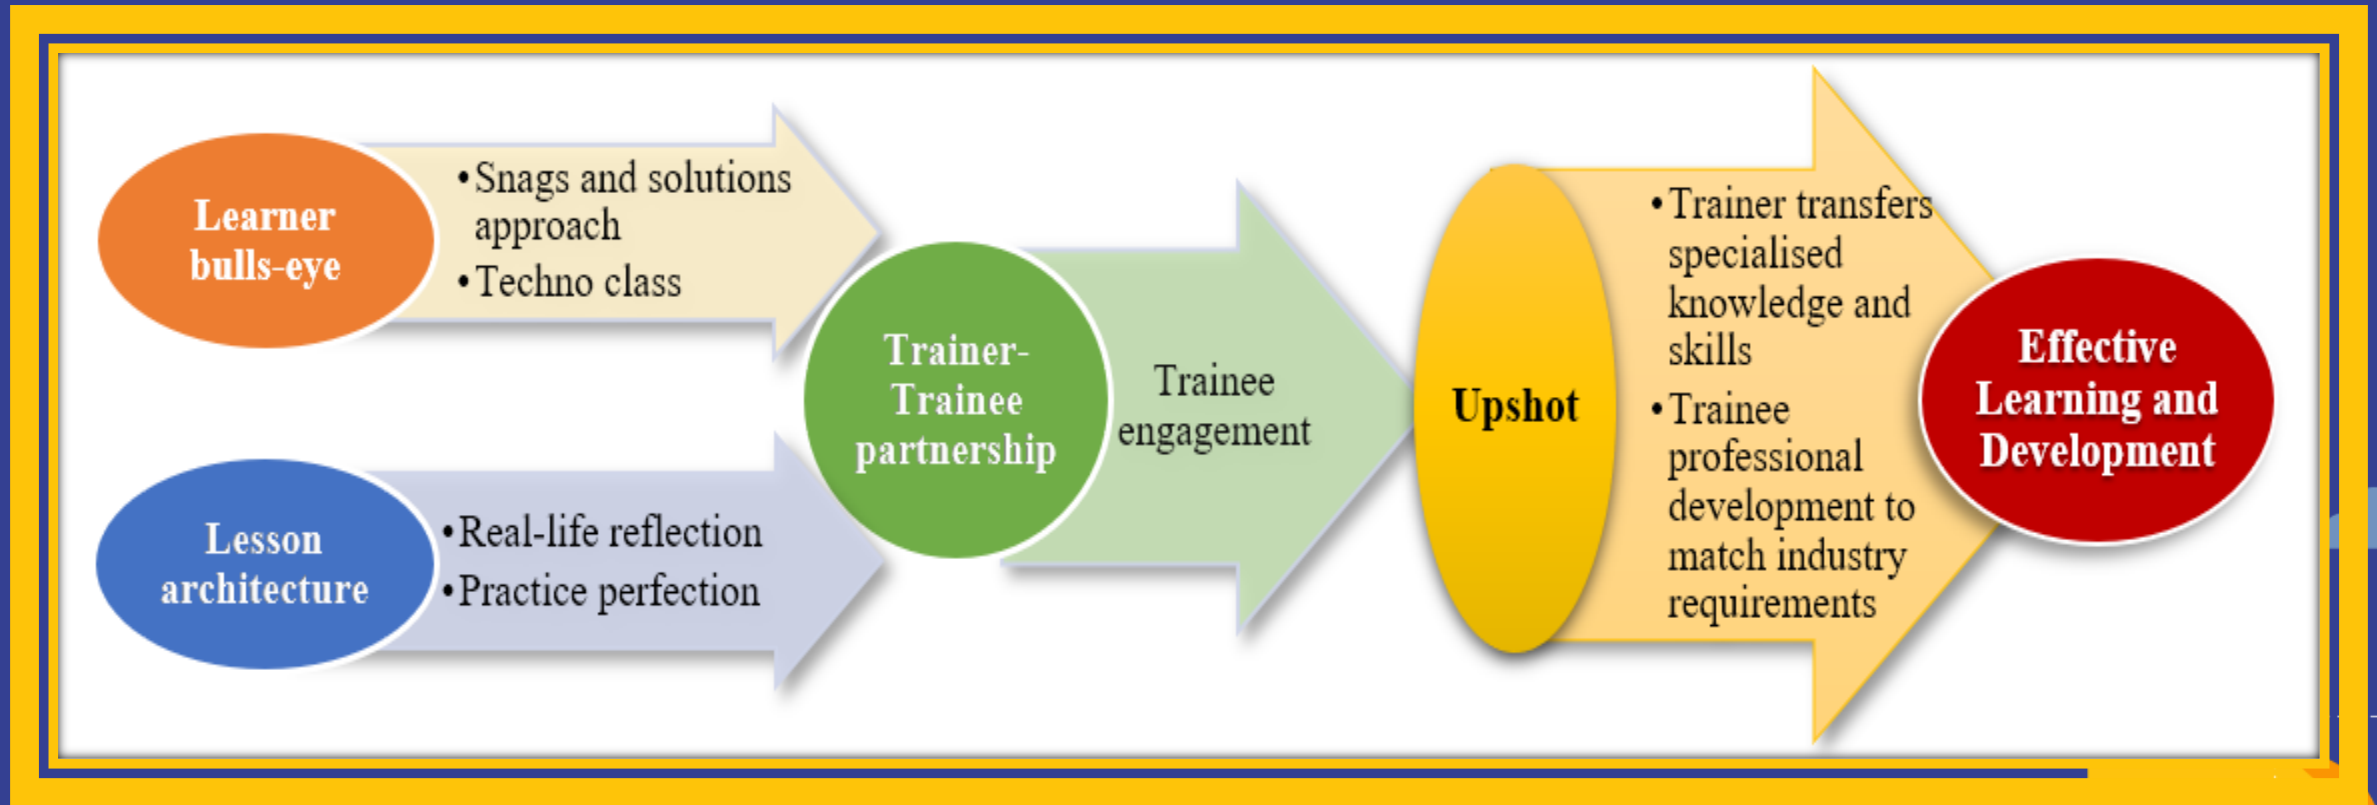 Learner
bulls-eye
•Snags and solutions
approach
•Techno class
Lesson
architecture
•Real-life reflection
•Practice perfection
Trainer-
Trainee
partnership
Trainee
engagement
Upshot
•Trainer transfers
specialised
knowledge and
skills
•Trainee
professional
development to
match industry
requirements
Effective
Learning and
Development